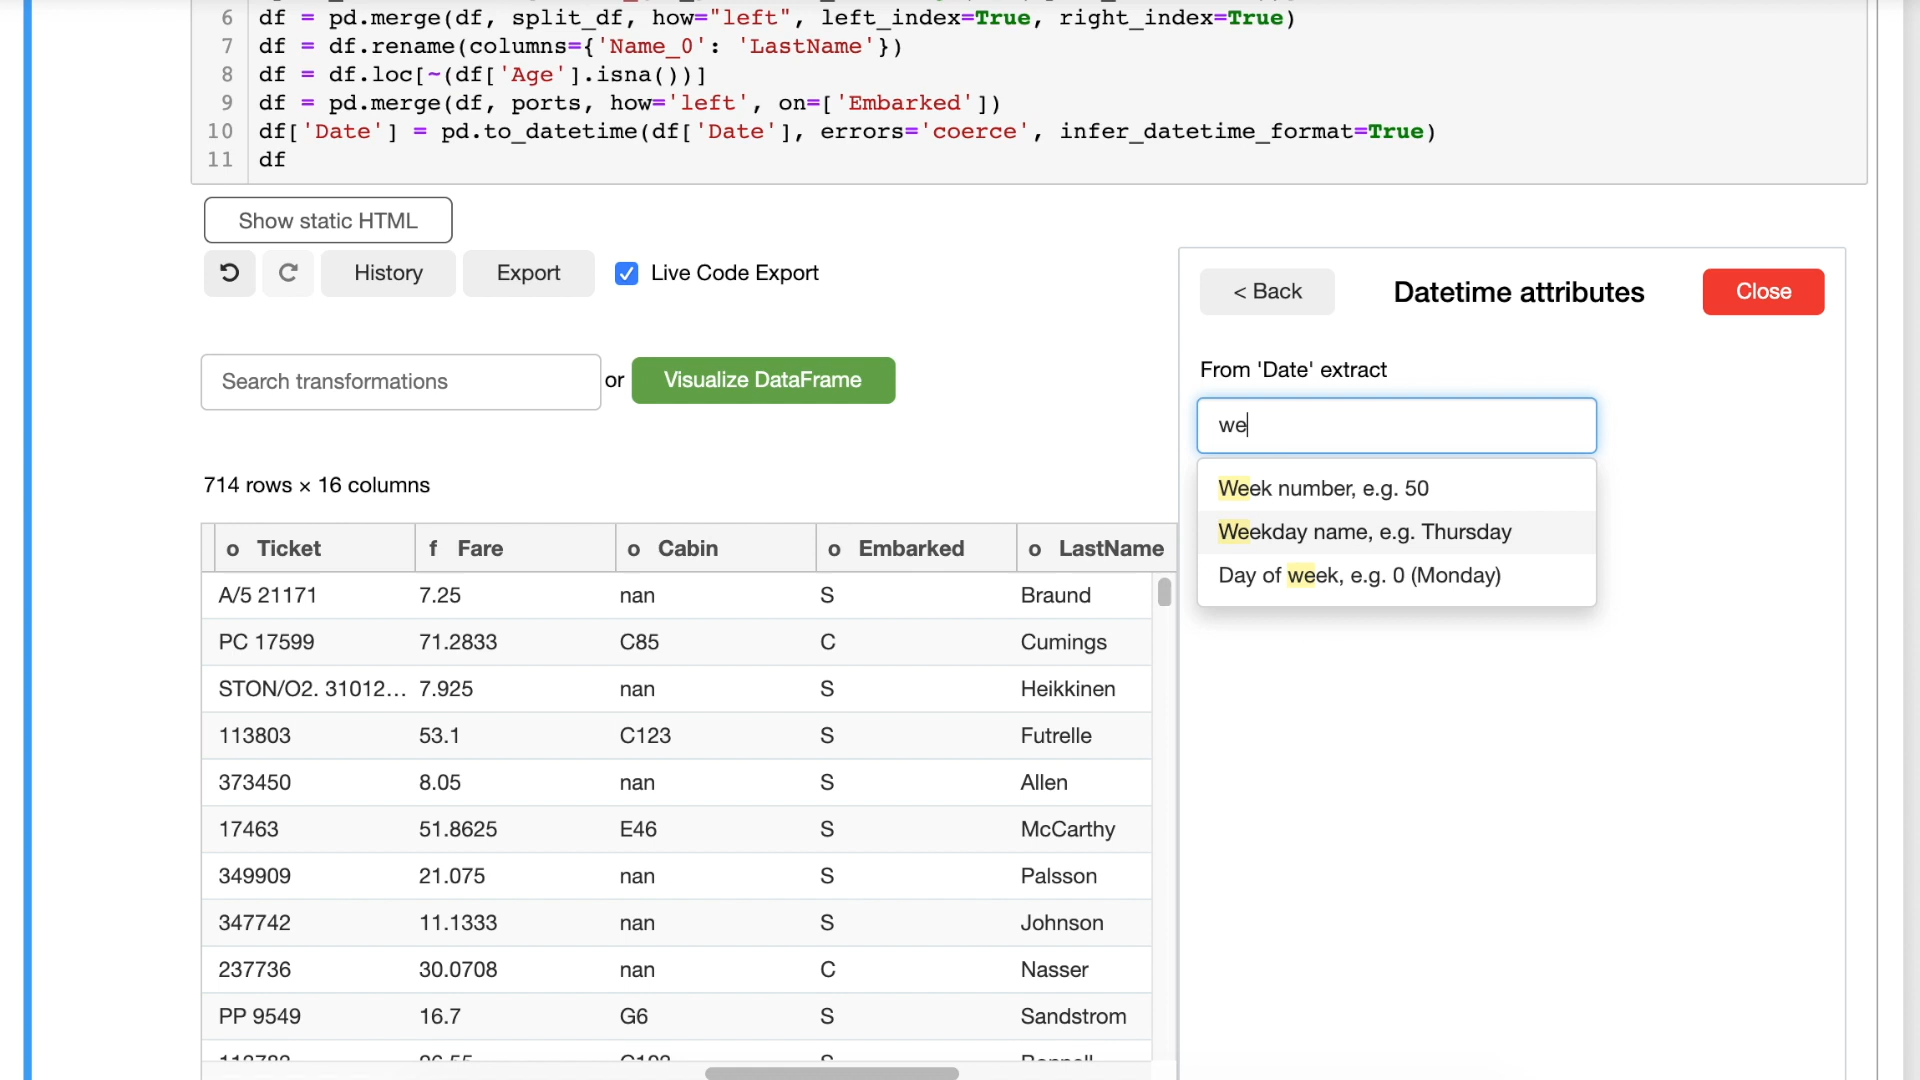 6 df = pd.merge(df, split_df, how="left", left_index=True, right_index=True)
7 df = df.rename(columns={'Name_0': 'LastName'})
8 df = df.loc[~(df['Age'].isna())]
9 df = pd.merge(df, ports, how='left', on=['Embarked'])
10 df['Date'] = pd.to_datetime(df['Date'], errors='coerce', infer_datetime_format=True)
11 df
Show static HTML
History Export Live Code Export
< Back Datetime attributes Close
Search transformations or Visualize DataFrame
From 'Date' extract
we
Week number, e.g. 50
Weekday name, e.g. Thursday
Day of week, e.g. 0 (Monday)
714 rows × 16 columns
o Ticket f Fare o Cabin o Embarked o LastName
A/5 21171 7.25 nan S Braund
PC 17599 71.2833 C85 C Cumings
STON/O2. 31012... 7.925 nan S Heikkinen
113803 53.1 C123 S Futrelle
373450 8.05 nan S Allen
17463 51.8625 E46 S McCarthy
349909 21.075 nan S Palsson
347742 11.1333 nan S Johnson
237736 30.0708 nan C Nasser
PP 9549 16.7 G6 S Sandstrom